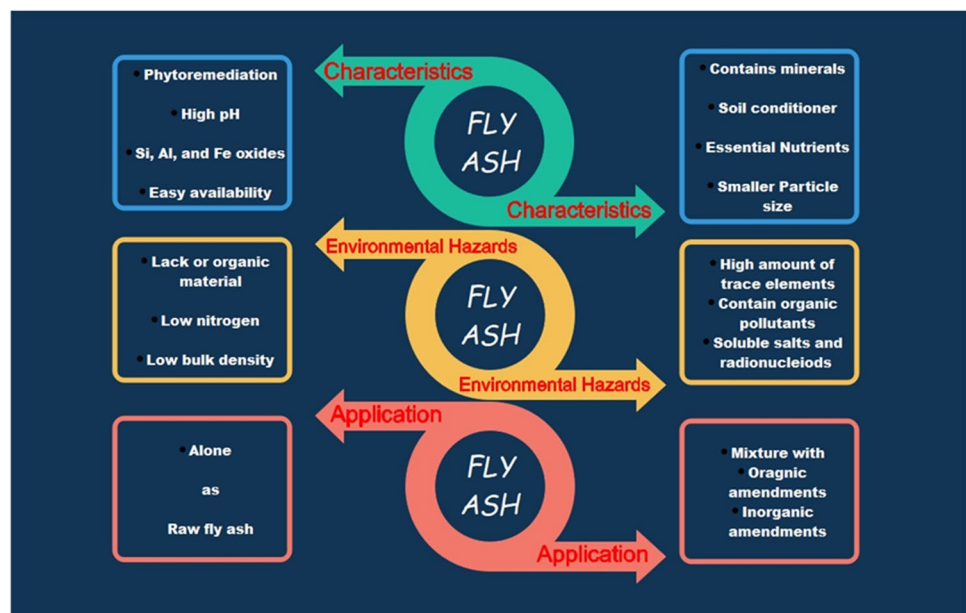 • Phytoremediation
• High pH
• Si, Al, and Fe oxides
• Easy availability
Characteristics
FLY
ASH
Characteristics
• Contains minerals
• Soil conditioner
• Essential Nutrients
• Smaller Particle
size
• Lack or organic
material
• Low nitrogen
• Low bulk density
Environmental Hazards
FLY
ASH
Environmental Hazards
• High amount of
trace elements
• Contain organic
pollutants
• Soluble salts and
radionucleiods
• Alone
as
Raw fly ash
Application
FLY
ASH
Application
• Mixture with
• Oragnic
amendments
• Inorganic
amendments